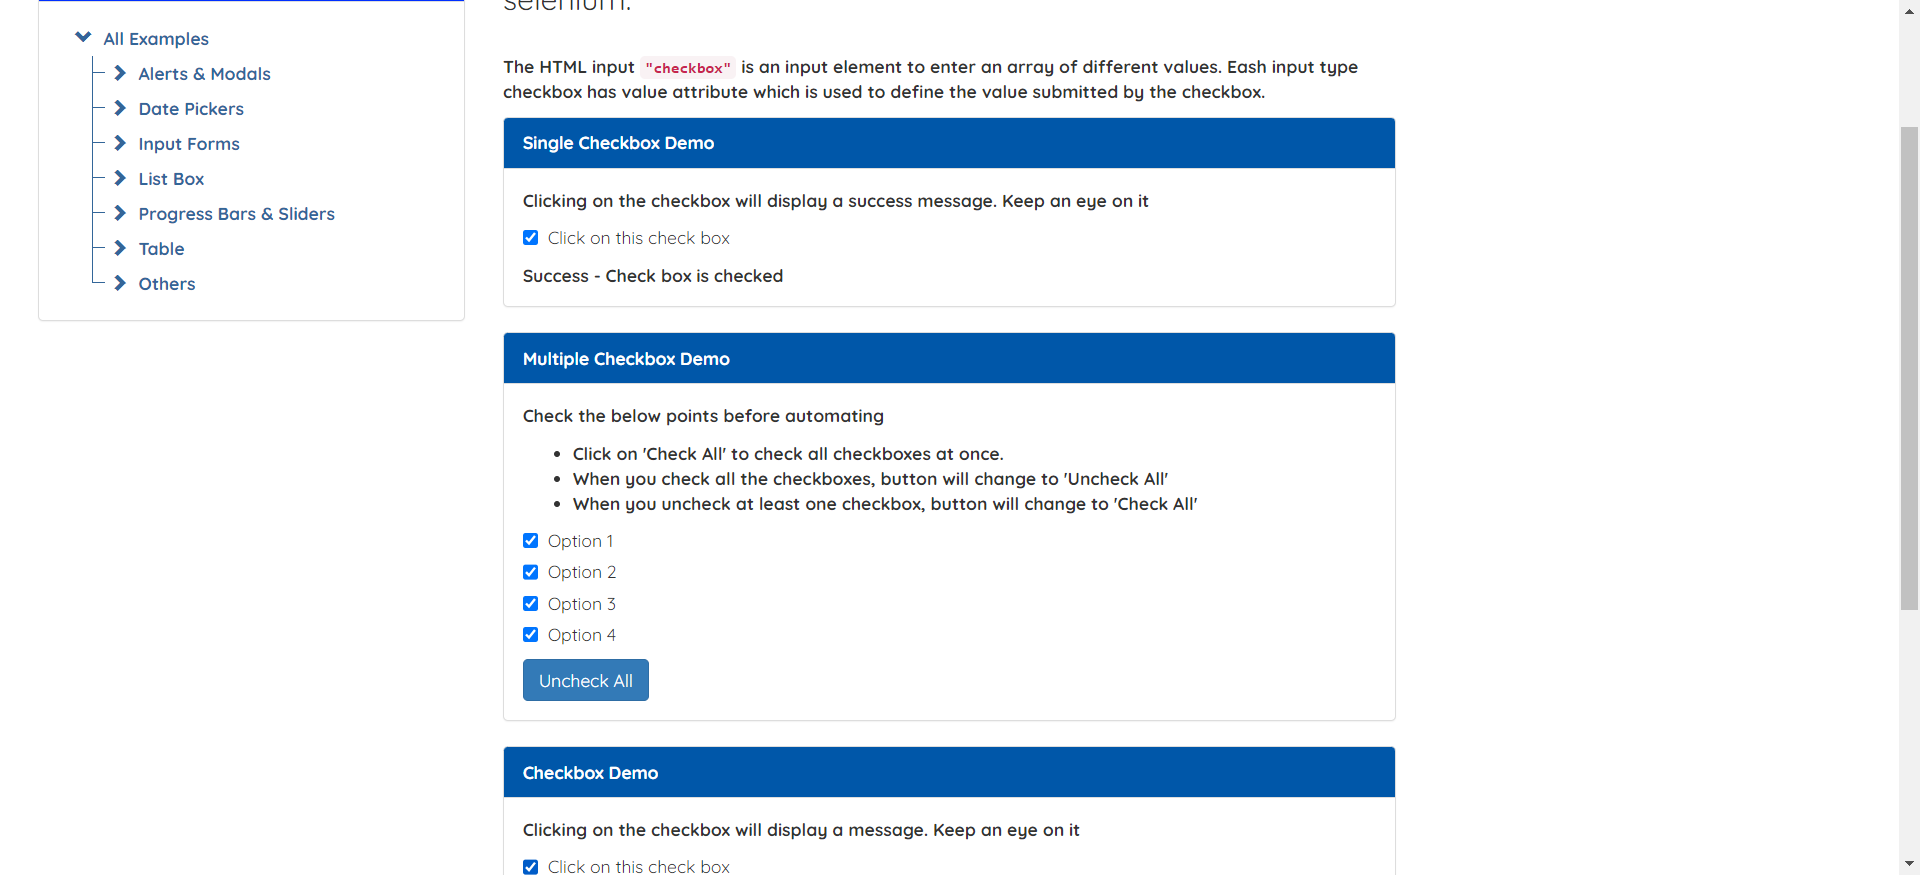 selenium.
All Examples
Alerts & Modals
Date Pickers
Input Forms
List Box
Progress Bars & Sliders
Table
Others
The HTML input "checkbox" is an input element to enter an array of different values. Eash input type
checkbox has value attribute which is used to define the value submitted by the checkbox.
Single Checkbox Demo
Clicking on the checkbox will display a success message. Keep an eye on it
Click on this check box
Success - Check box is checked
Multiple Checkbox Demo
Check the below points before automating
Click on 'Check All' to check all checkboxes at once.
When you check all the checkboxes, button will change to 'Uncheck All'
When you uncheck at least one checkbox, button will change to 'Check All'
Option 1
Option 2
Option 3
Option 4
Uncheck All
Checkbox Demo
Clicking on the checkbox will display a message. Keep an eye on it
Click on this check box